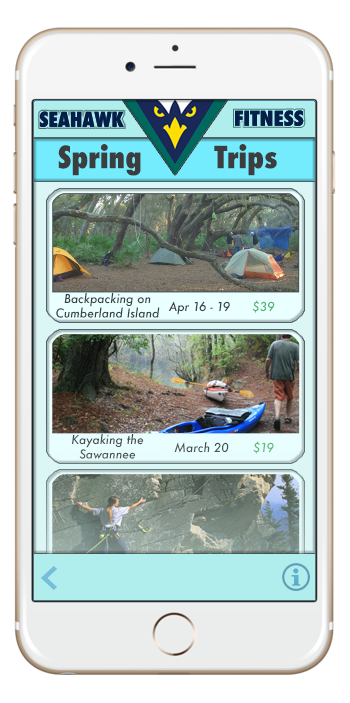 SEAHAWK FITNESS
Spring Trips
Backpacking on
Cumberland Island
Apr 16 - 19
$39
Kayaking the
Sawannee
March 20
$19